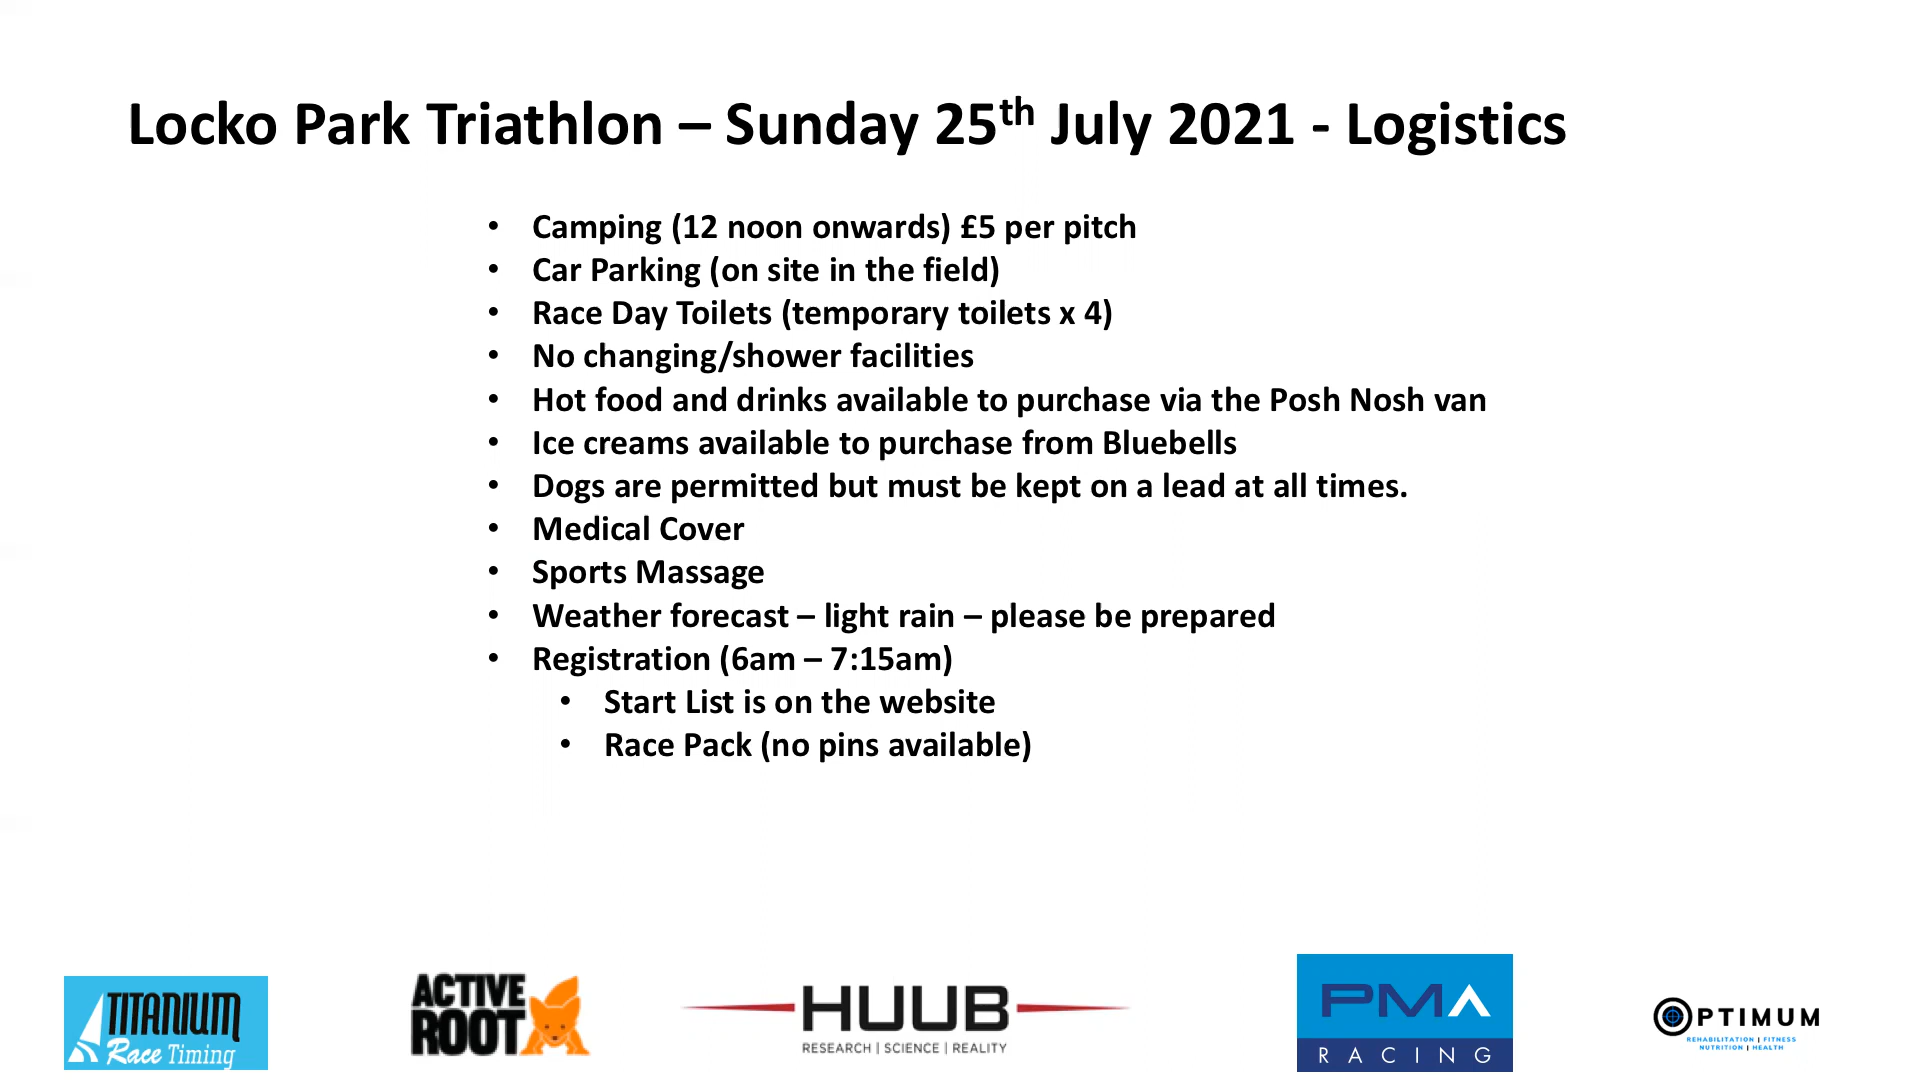 Locko Park Triathlon – Sunday 25th July 2021 - Logistics
• Camping (12 noon onwards) £5 per pitch
• Car Parking (on site in the field)
• Race Day Toilets (temporary toilets x 4)
• No changing/shower facilities
• Hot food and drinks available to purchase via the Posh Nosh van
• Ice creams available to purchase from Bluebells
• Dogs are permitted but must be kept on a lead at all times.
• Medical Cover
• Sports Massage
• Weather forecast – light rain – please be prepared
• Registration (6am – 7:15am)
• Start List is on the website
• Race Pack (no pins available)
TITANIUM
Race Timing
ACTIVE
ROOT
HUUB
RESEARCH | SCIENCE | REALITY
PMA
RACING
OPTIMUM
REHABILITATION | FITNESS
NUTRITION | HEALTH